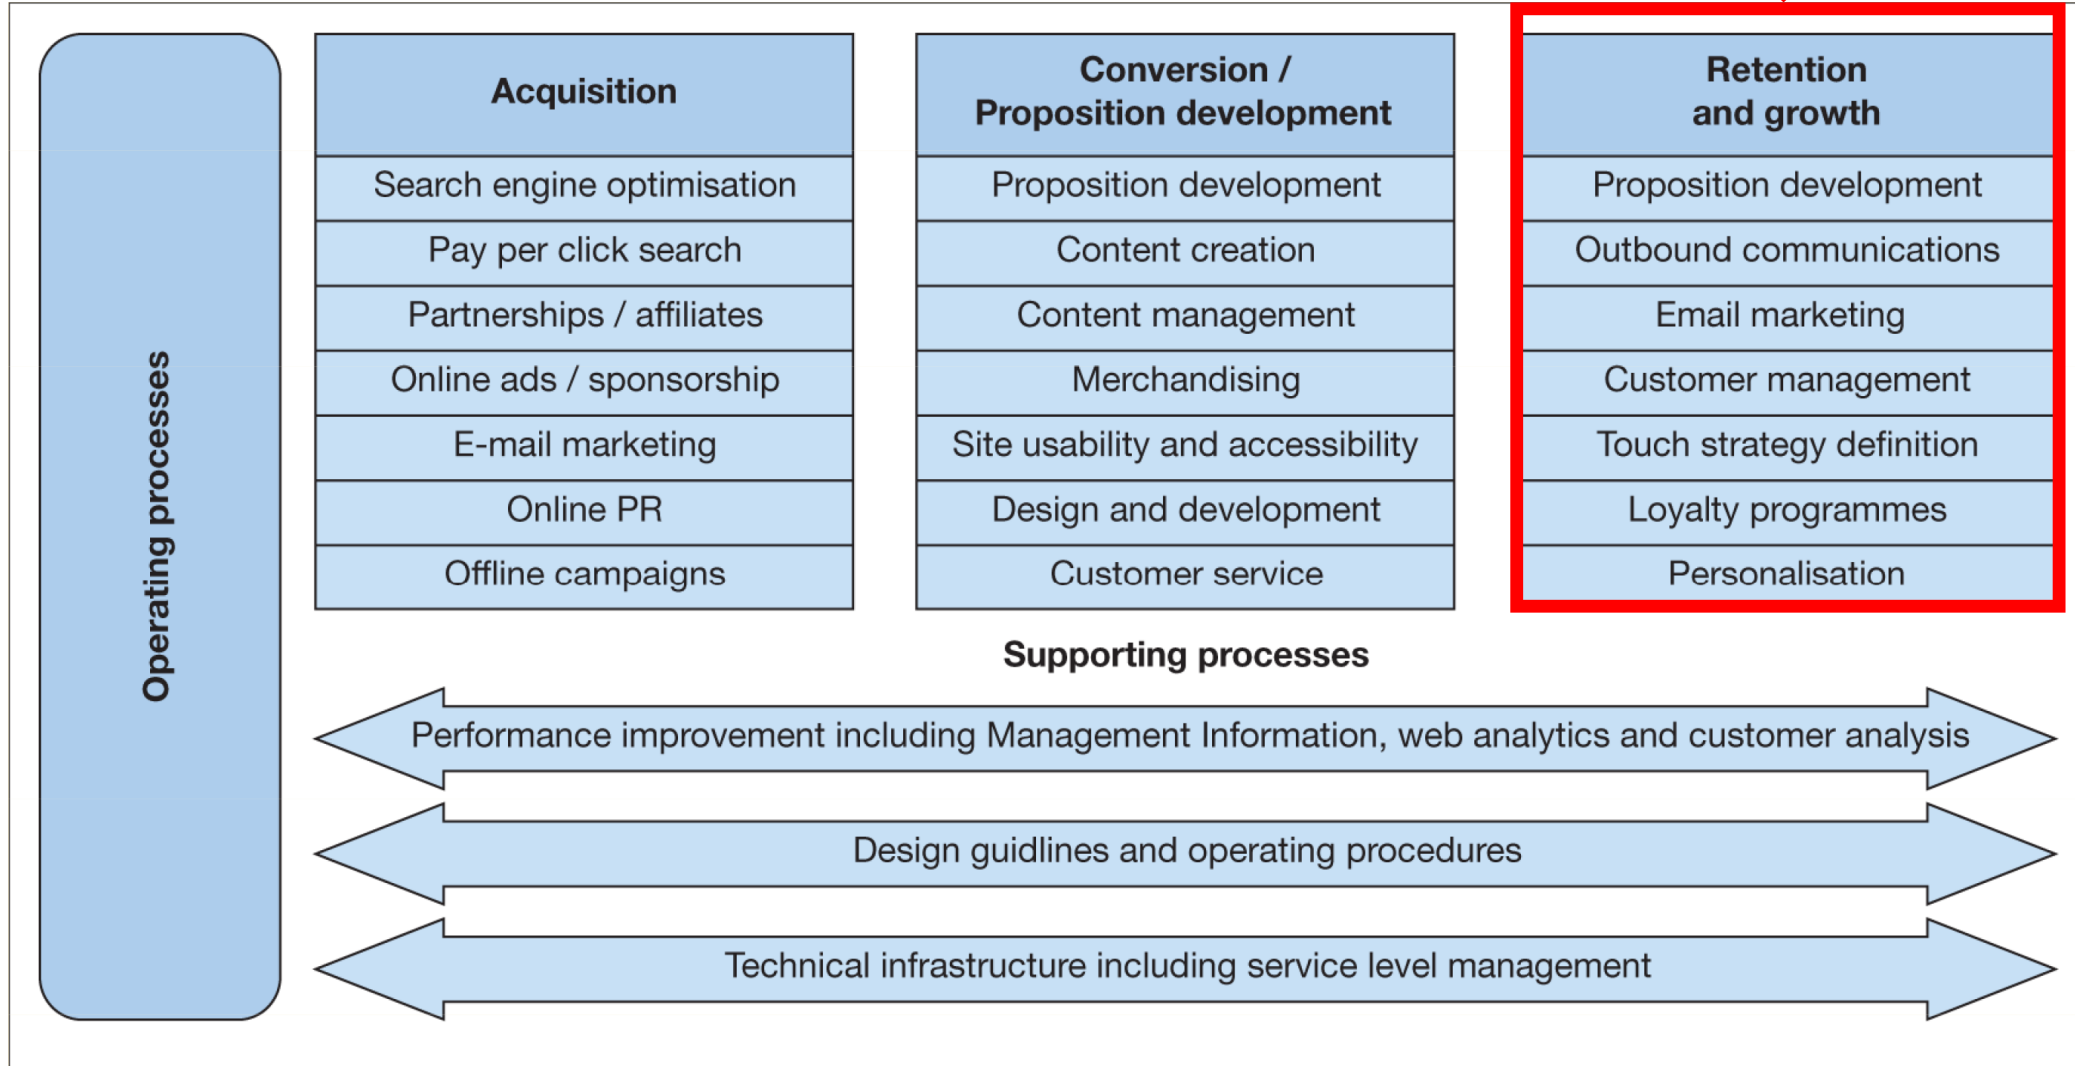 Operating processes
Acquisition
Search engine optimisation
Pay per click search
Partnerships / affiliates
Online ads / sponsorship
E-mail marketing
Online PR
Offline campaigns
Conversion /
Proposition development
Proposition development
Content creation
Content management
Merchandising
Site usability and accessibility
Design and development
Customer service
Retention
and growth
Proposition development
Outbound communications
Email marketing
Customer management
Touch strategy definition
Loyalty programmes
Personalisation
Supporting processes
Performance improvement including Management Information, web analytics and customer analysis
Design guidlines and operating procedures
Technical infrastructure including service level management